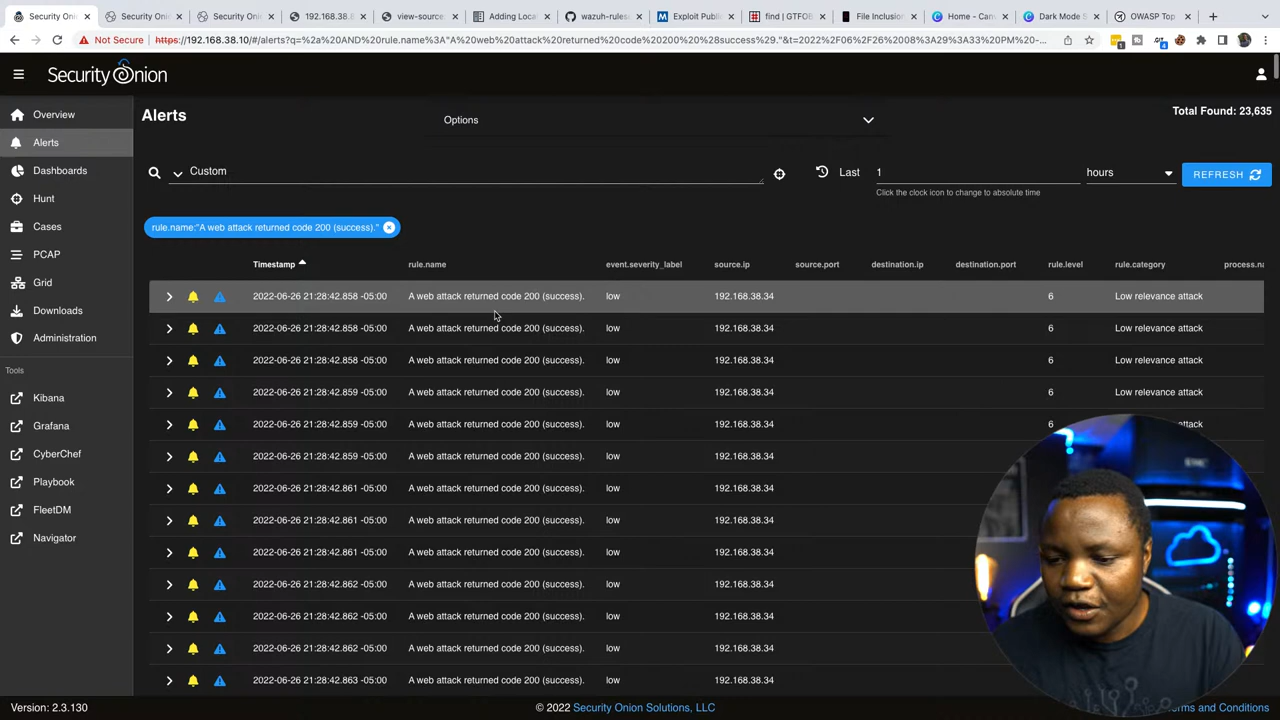 Security Oni
Security Oni
Security Oni
192.168.38.8
view-source
Adding Loca
wazuh-rules
Exploit Publi
find | GTFOB
File Inclusion
Home - Canv
Dark Mode S
OWASP Top
Not Secure https://192.168.38.10/#/alerts?q=%2a%20AND%20rule.name%3A"A%20web%20attack%20returned%20code%20200%20%28success%29."&t=2022%2F06%2F26%2008%3A29%3A33%20PM%20-...
Security Onion
Overview
Alerts
Dashboards
Hunt
Cases
PCAP
Grid
Downloads
Administration
Tools
Kibana
Grafana
CyberChef
Playbook
FleetDM
Navigator
Alerts
Options
Total Found: 23,635
Custom
Last 1 hours REFRESH
Click the clock icon to change to absolute time
rule.name:"A web attack returned code 200 (success)."
Timestamp rule.name event.severity_label source.ip source.port destination.ip destination.port rule.level rule.category process.na
2022-06-26 21:28:42.858 -05:00 A web attack returned code 200 (success). low 192.168.38.34 6 Low relevance attack
2022-06-26 21:28:42.858 -05:00 A web attack returned code 200 (success). low 192.168.38.34 6 Low relevance attack
2022-06-26 21:28:42.858 -05:00 A web attack returned code 200 (success). low 192.168.38.34 6 Low relevance attack
2022-06-26 21:28:42.859 -05:00 A web attack returned code 200 (success). low 192.168.38.34 6 Low relevance attack
2022-06-26 21:28:42.859 -05:00 A web attack returned code 200 (success). low 192.168.38.34 6 attack
2022-06-26 21:28:42.859 -05:00 A web attack returned code 200 (success). low 192.168.38.34
2022-06-26 21:28:42.861 -05:00 A web attack returned code 200 (success). low 192.168.38.34
2022-06-26 21:28:42.861 -05:00 A web attack returned code 200 (success). low 192.168.38.34
2022-06-26 21:28:42.861 -05:00 A web attack returned code 200 (success). low 192.168.38.34
2022-06-26 21:28:42.862 -05:00 A web attack returned code 200 (success). low 192.168.38.34
2022-06-26 21:28:42.862 -05:00 A web attack returned code 200 (success). low 192.168.38.34
2022-06-26 21:28:42.862 -05:00 A web attack returned code 200 (success). low 192.168.38.34
2022-06-26 21:28:42.863 -05:00 A web attack returned code 200 (success). low 192.168.38.34
Version: 2.3.130
© 2022 Security Onion Solutions, LLC
erms and Conditions